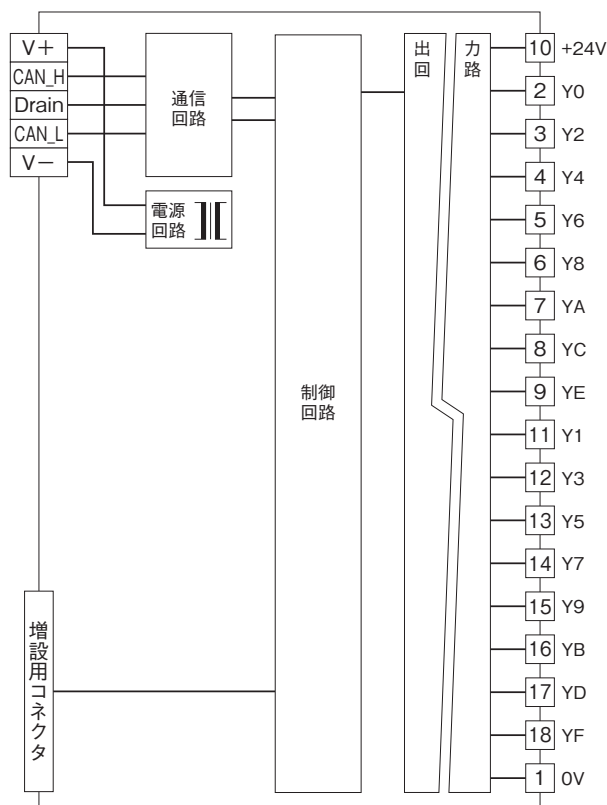 V+
CAN_H
Drain
CAN_L
V−
通信
回路
電源
回路
制御
回路
出力
回路
増設用コネクタ
10 +24V
2 Y0
3 Y2
4 Y4
5 Y6
6 Y8
7 YA
8 YC
9 YE
11 Y1
12 Y3
13 Y5
14 Y7
15 Y9
16 YB
17 YD
18 YF
1 0V